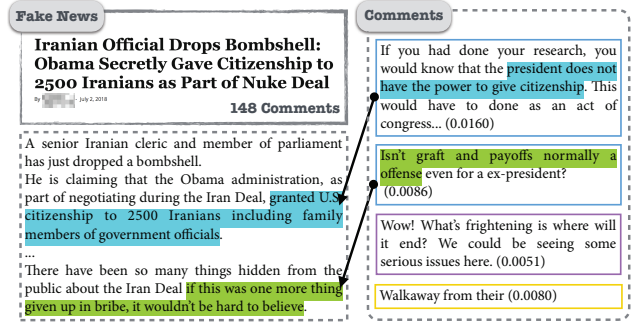 Fake News
Iranian Official Drops Bombshell:
Obama Secretly Gave Citizenship to
2500 Iranians as Part of Nuke Deal
By July 2, 2018
148 Comments
A senior Iranian cleric and member of parliament
has just dropped a bombshell.
He is claiming that the Obama administration, as
part of negotiating during the Iran Deal, granted U.S.
citizenship to 2500 Iranians including family
members of government officials.
...
There have been so many things hidden from the
public about the Iran Deal if this was one more thing
given up in bribe, it wouldn't be hard to believe.
Comments
If you had done your research, you
would know that the president does not
have the power to give citizenship. This
would have to done as an act of
congress... (0.0160)
Isn't graft and payoffs normally a
offense even for a ex-president?
(0.0086)
Wow! What's frightening is where will
it end? We could be seeing some
serious issues here. (0.0051)
Walkaway from their (0.0080)